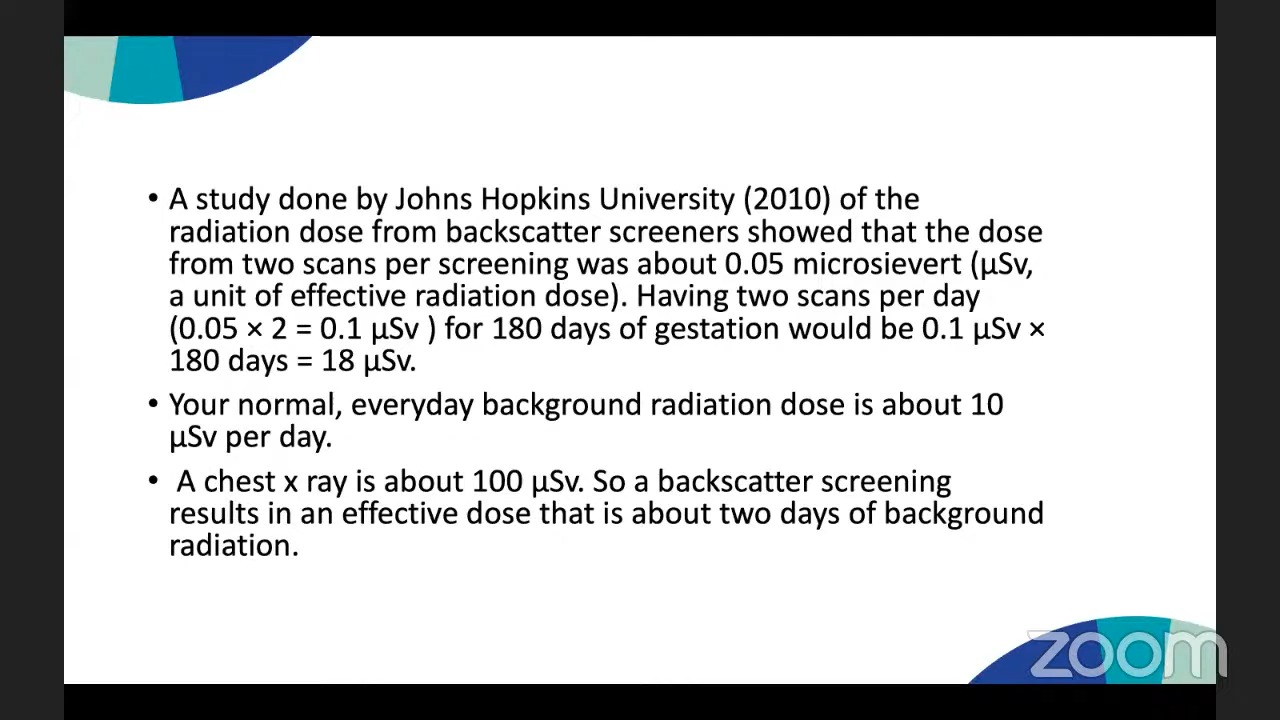 • A study done by Johns Hopkins University (2010) of the
radiation dose from backscatter screeners showed that the dose
from two scans per screening was about 0.05 microsievert (μSv,
a unit of effective radiation dose). Having two scans per day
(0.05 × 2 = 0.1 μSv ) for 180 days of gestation would be 0.1 μSv ×
180 days = 18 μSv.
• Your normal, everyday background radiation dose is about 10
μSv per day.
• A chest x ray is about 100 μSv. So a backscatter screening
results in an effective dose that is about two days of background
radiation.
zoom